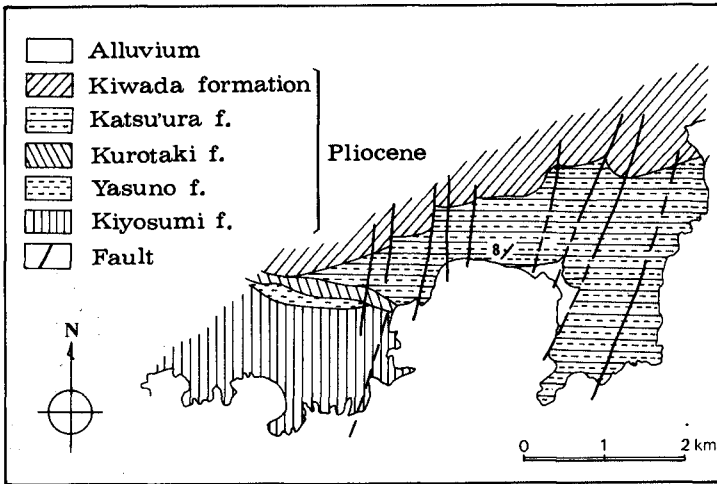 Alluvium
Kiwada formation
Katsu'ura f.
Kurotaki f.
Yasuno f.
Kiyosumi f.
Fault
Pliocene
N
8
0 1 2 km